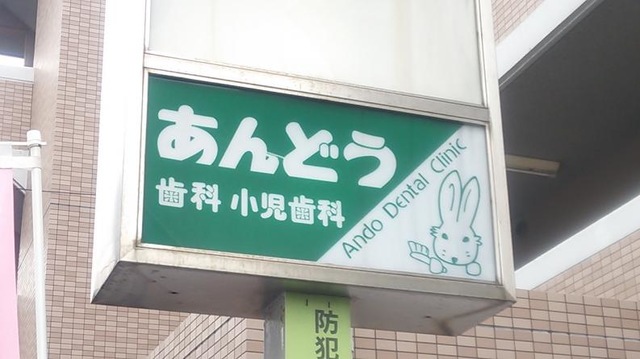 あんどう
歯科 小児歯科
Ando Dental Clinic
防犯